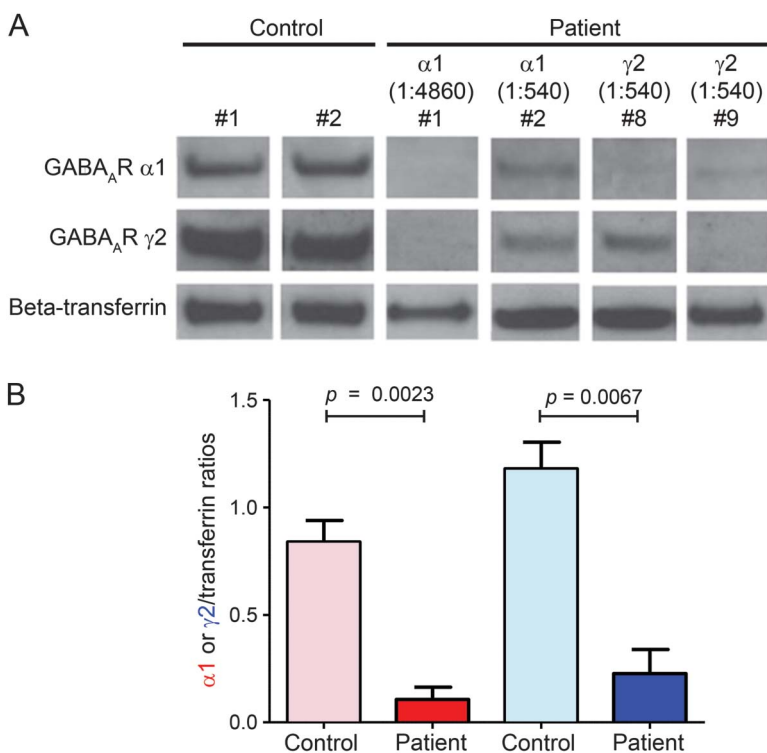 A
Control Patient
α1 α1 γ2 γ2
(1:4860) (1:540) (1:540) (1:540)
#1 #2 #1 #2 #8 #9
GABA_AR α1
GABA_AR γ2
Beta-transferrin
B
p = 0.0023 p = 0.0067
1.5
1.0
0.5
0.0
α1 or γ2/transferrin ratios
Control Patient Control Patient